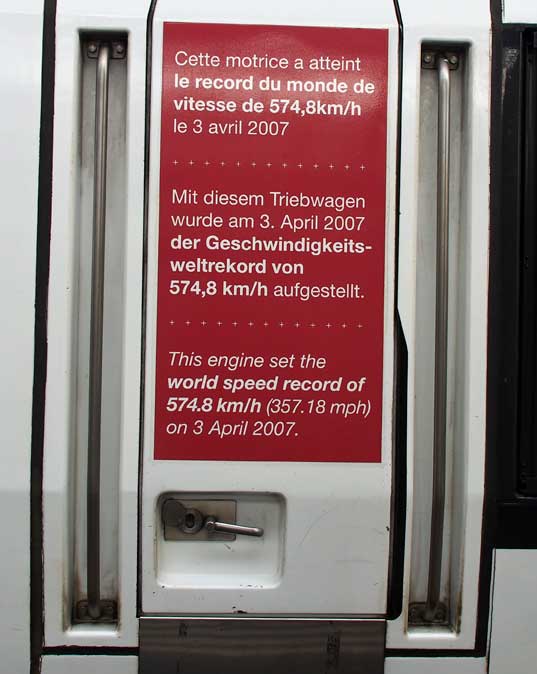 Cette motrice a atteint
le record du monde de
vitesse de 574,8km/h
le 3 avril 2007
+ + + + + + + + + + + + + +
Mit diesem Triebwagen
wurde am 3. April 2007
der Geschwindigkeits-
weltrekord von
574,8 km/h aufgestellt.
+ + + + + + + + + + + + + +
This engine set the
world speed record of
574.8 km/h (357.18 mph)
on 3 April 2007.